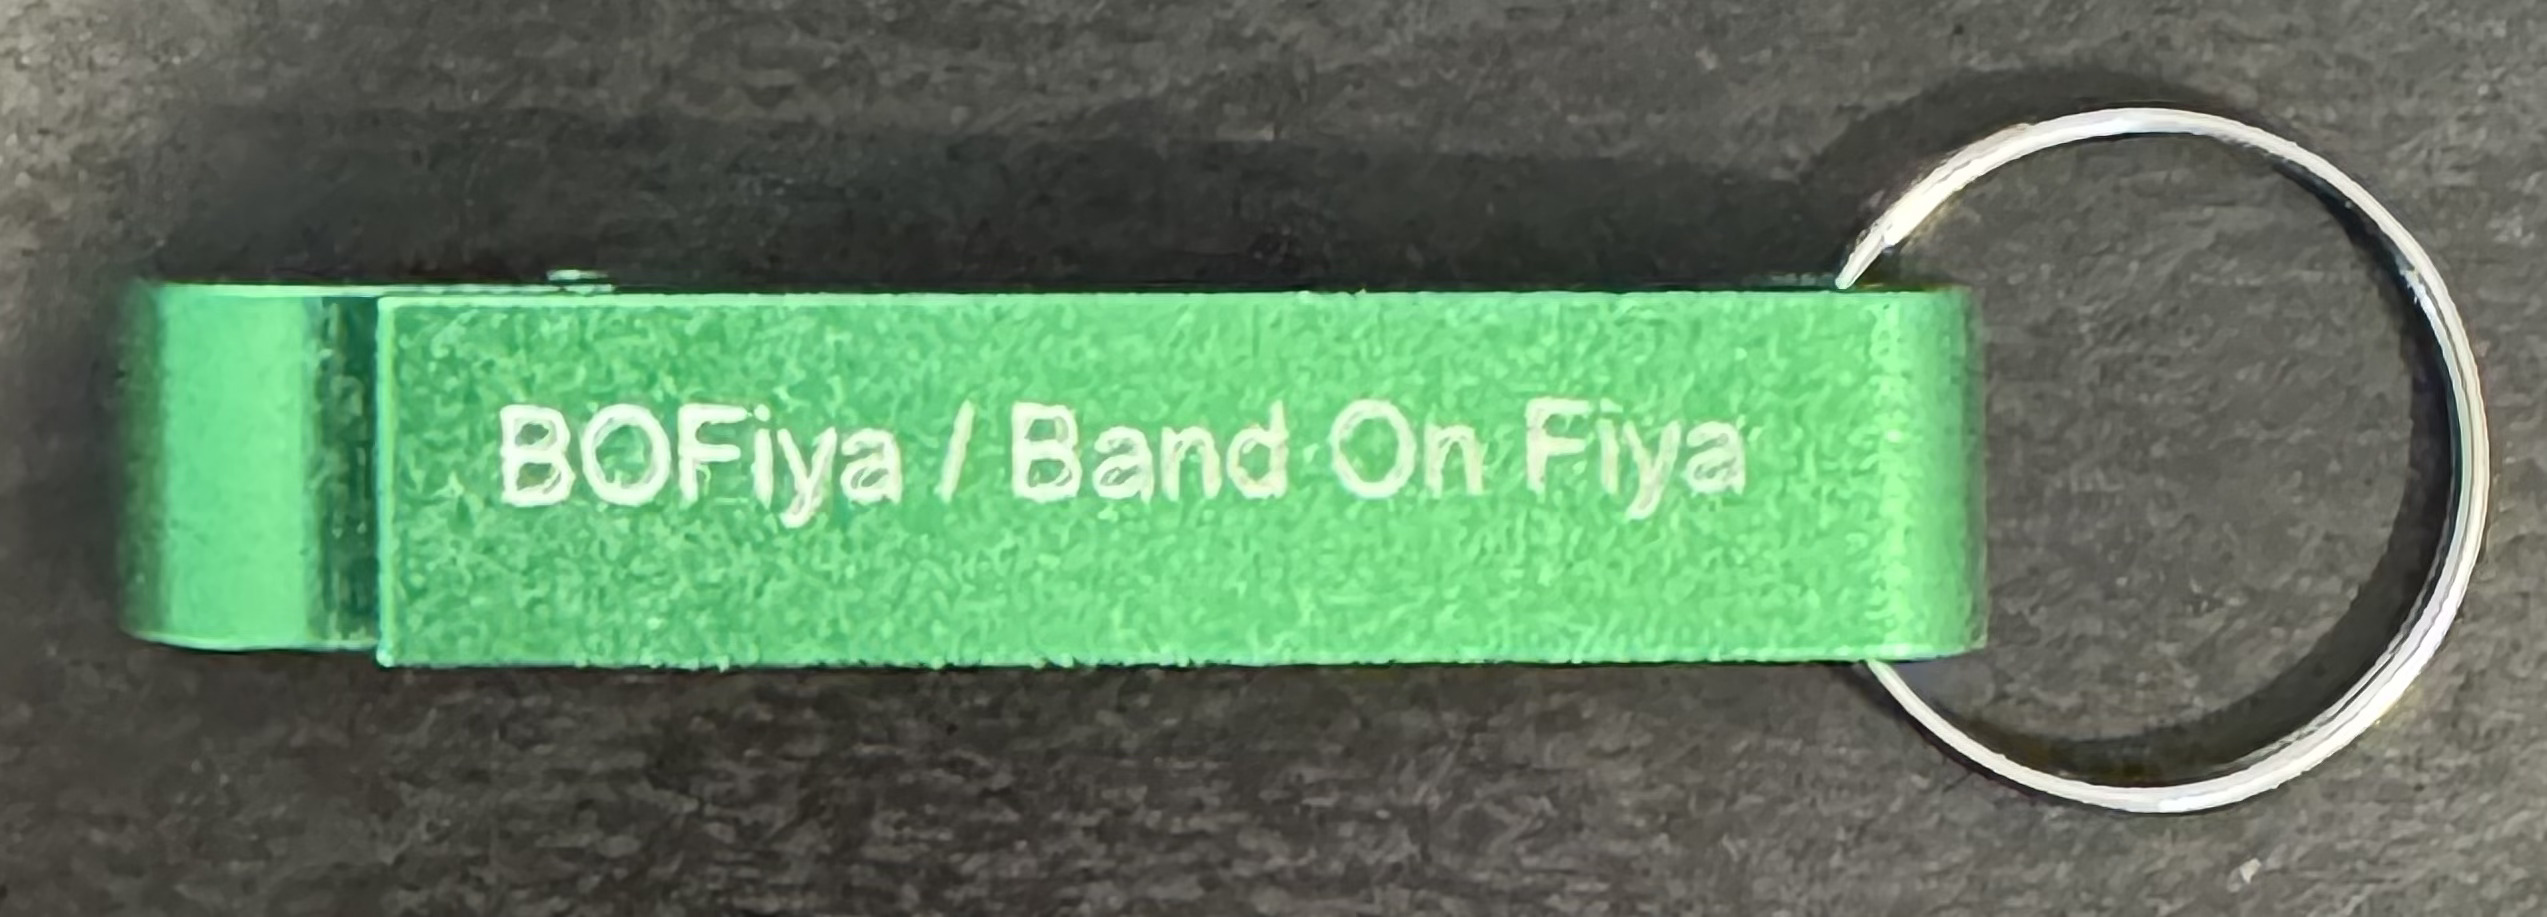 BOFiya / Band On Fiya